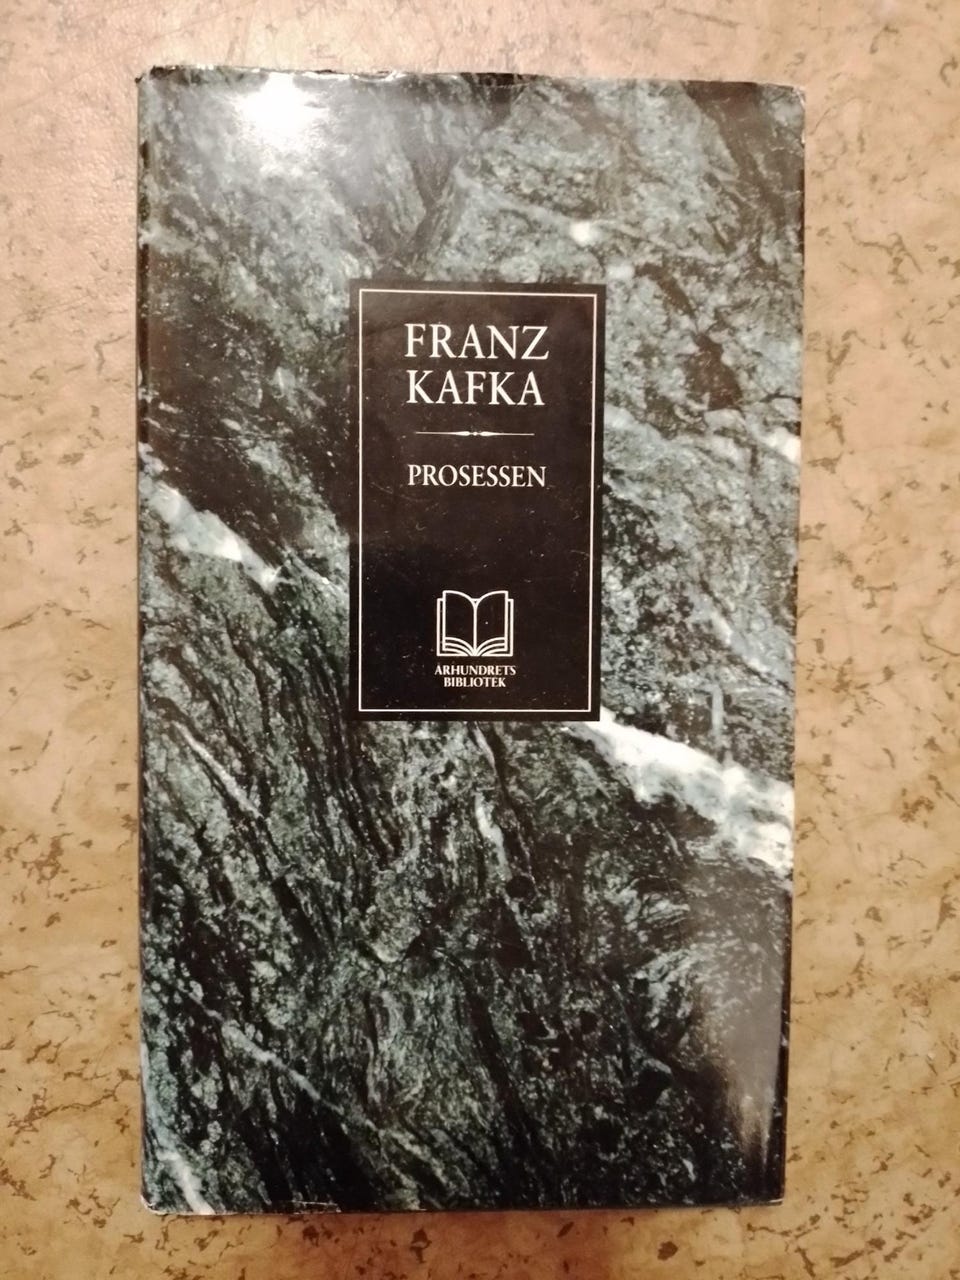 FRANZ
KAFKA
PROSESSEN
ÅRHUNDRETS
BIBLIOTEK